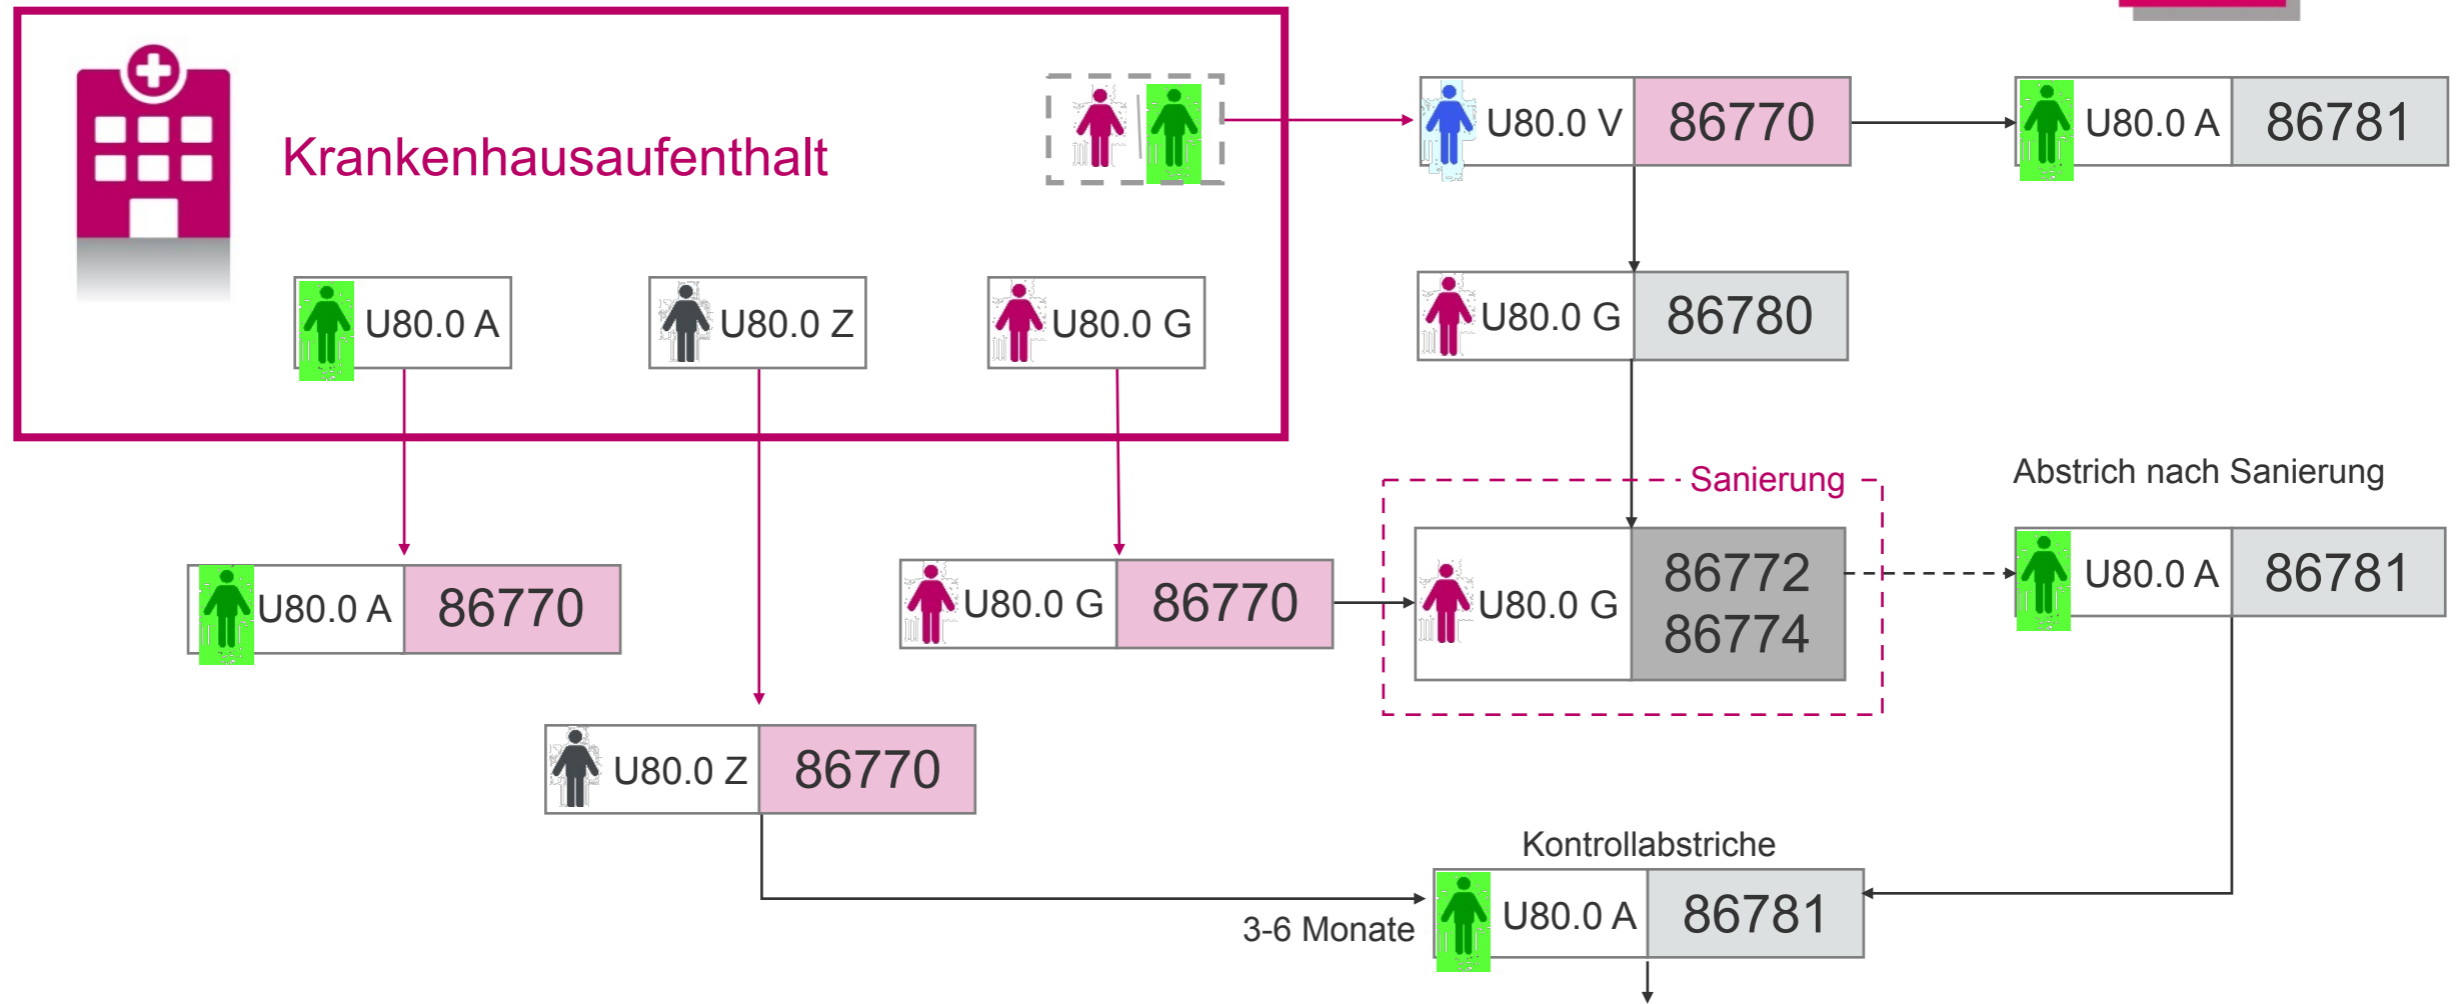 Krankenhausaufenthalt
U80.0 V
86770
U80.0 A
86781
U80.0 A
U80.0 Z
U80.0 G
U80.0 G
86780
Sanierung
Abstrich nach Sanierung
U80.0 A
86770
U80.0 G
86770
U80.0 G
86772
86774
U80.0 A
86781
U80.0 Z
86770
Kontrollabstriche
3-6 Monate
U80.0 A
86781